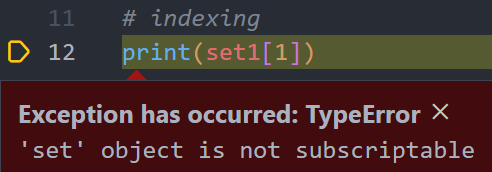 11 # indexing
12 print(set1[1])
Exception has occurred: TypeError ×
'set' object is not subscriptable